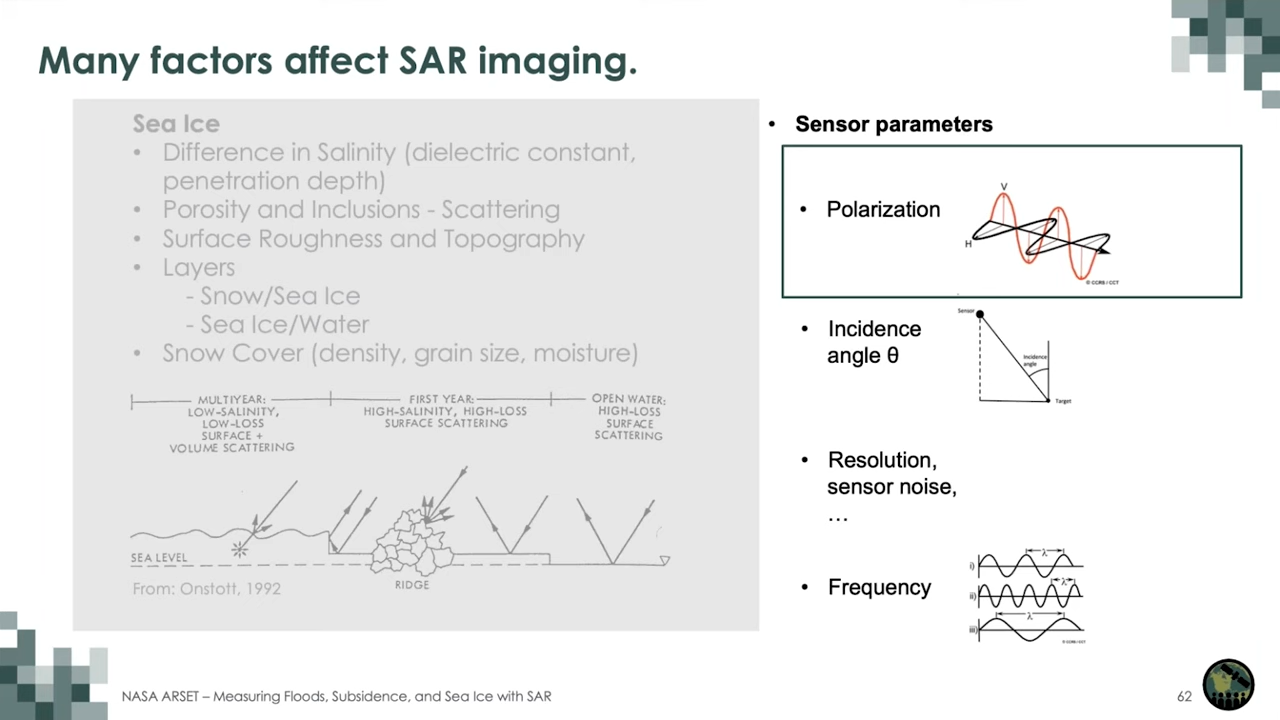 Many factors affect SAR imaging.
Sea Ice
• Difference in Salinity (dielectric constant,
penetration depth)
• Porosity and Inclusions - Scattering
• Surface Roughness and Topography
• Layers
- Snow/Sea Ice
- Sea Ice/Water
• Snow Cover (density, grain size, moisture)
MULTIYEAR:
LOW-SALINITY,
LOW-LOSS
SURFACE +
VOLUME SCATTERING
FIRST YEAR:
HIGH-SALINITY, HIGH-LOSS
SURFACE SCATTERING
OPEN WATER:
HIGH-LOSS
SURFACE
SCATTERING
SEA LEVEL
RIDGE
From: Onstott, 1992
• Sensor parameters
• Polarization
V
H
© CCRS / CCT
• Incidence
angle θ
Sensor
Incidence
angle
Target
• Resolution,
sensor noise,
…
• Frequency
i)
λ
ii)
λ
iii)
λ
© CCRS / CCT
NASA ARSET – Measuring Floods, Subsidence, and Sea Ice with SAR
62